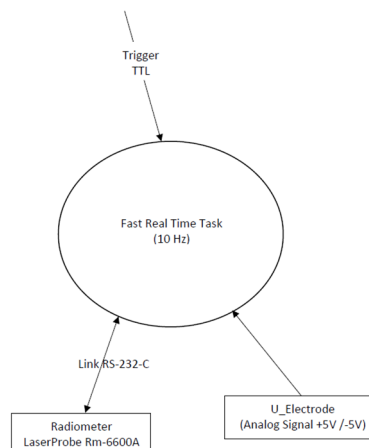 Trigger
TTL
Fast Real Time Task
(10 Hz)
Link RS-232-C
U_Electrode
(Analog Signal +5V /-5V)
Radiometer
LaserProbe Rm-6600A